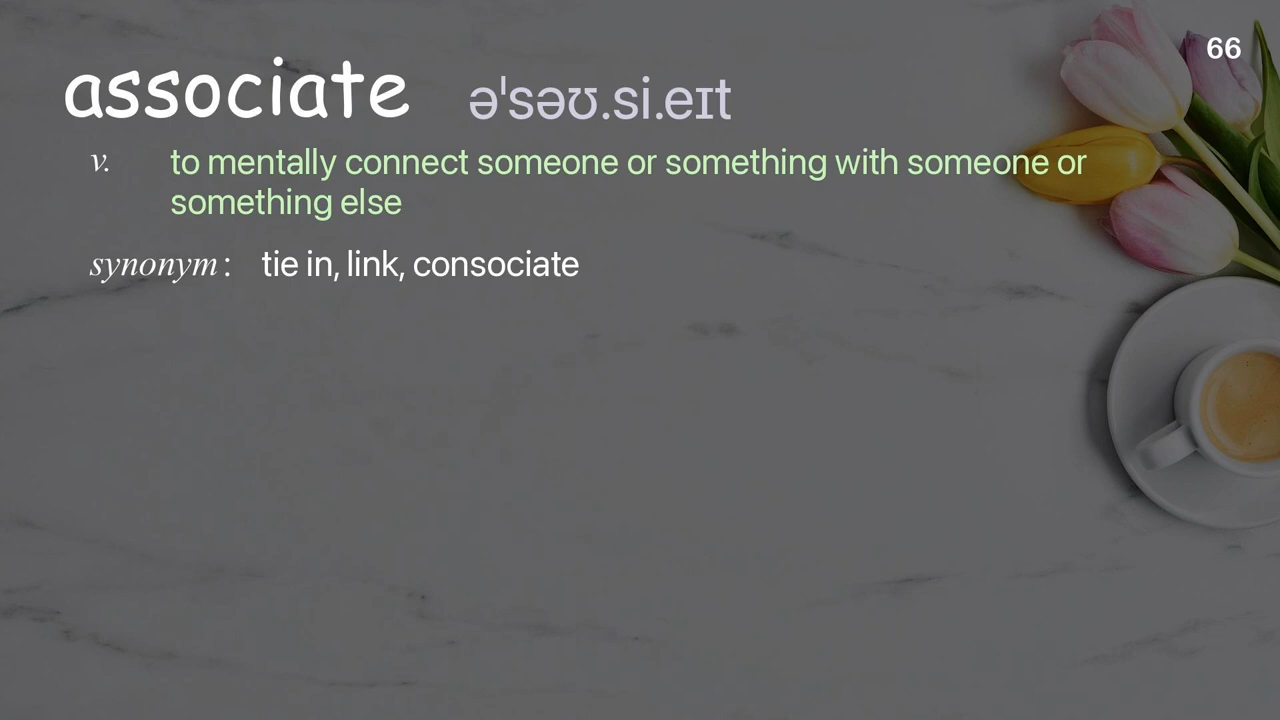 66
associate əˈsəʊ.si.eɪt
v. to mentally connect someone or something with someone or
something else
synonym: tie in, link, consociate